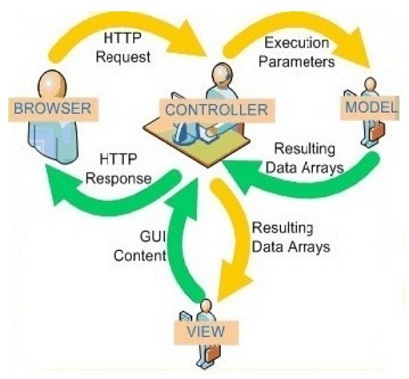 HTTP
Request
Execution
Parameters
BROWSER
CONTROLLER
MODEL
HTTP
Response
Resulting
Data Arrays
GUI
Content
Resulting
Data Arrays
VIEW